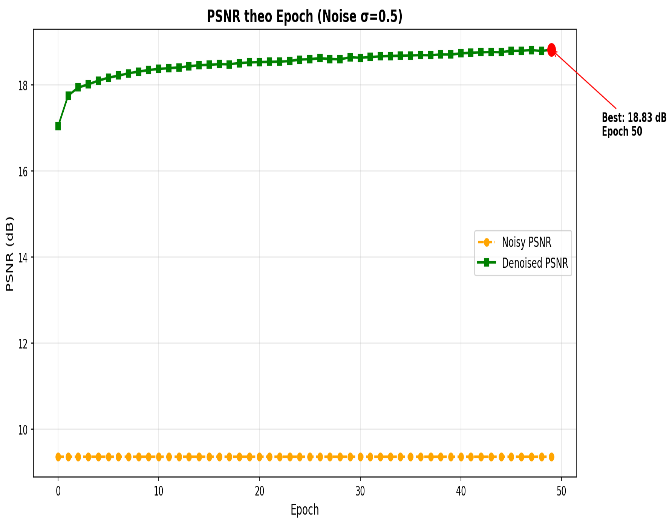 PSNR theo Epoch (Noise σ=0.5)
18
16
14
12
10
PSNR (dB)
Best: 18.83 dB
Epoch 50
Noisy PSNR
Denoised PSNR
0
10
20
30
40
50
Epoch